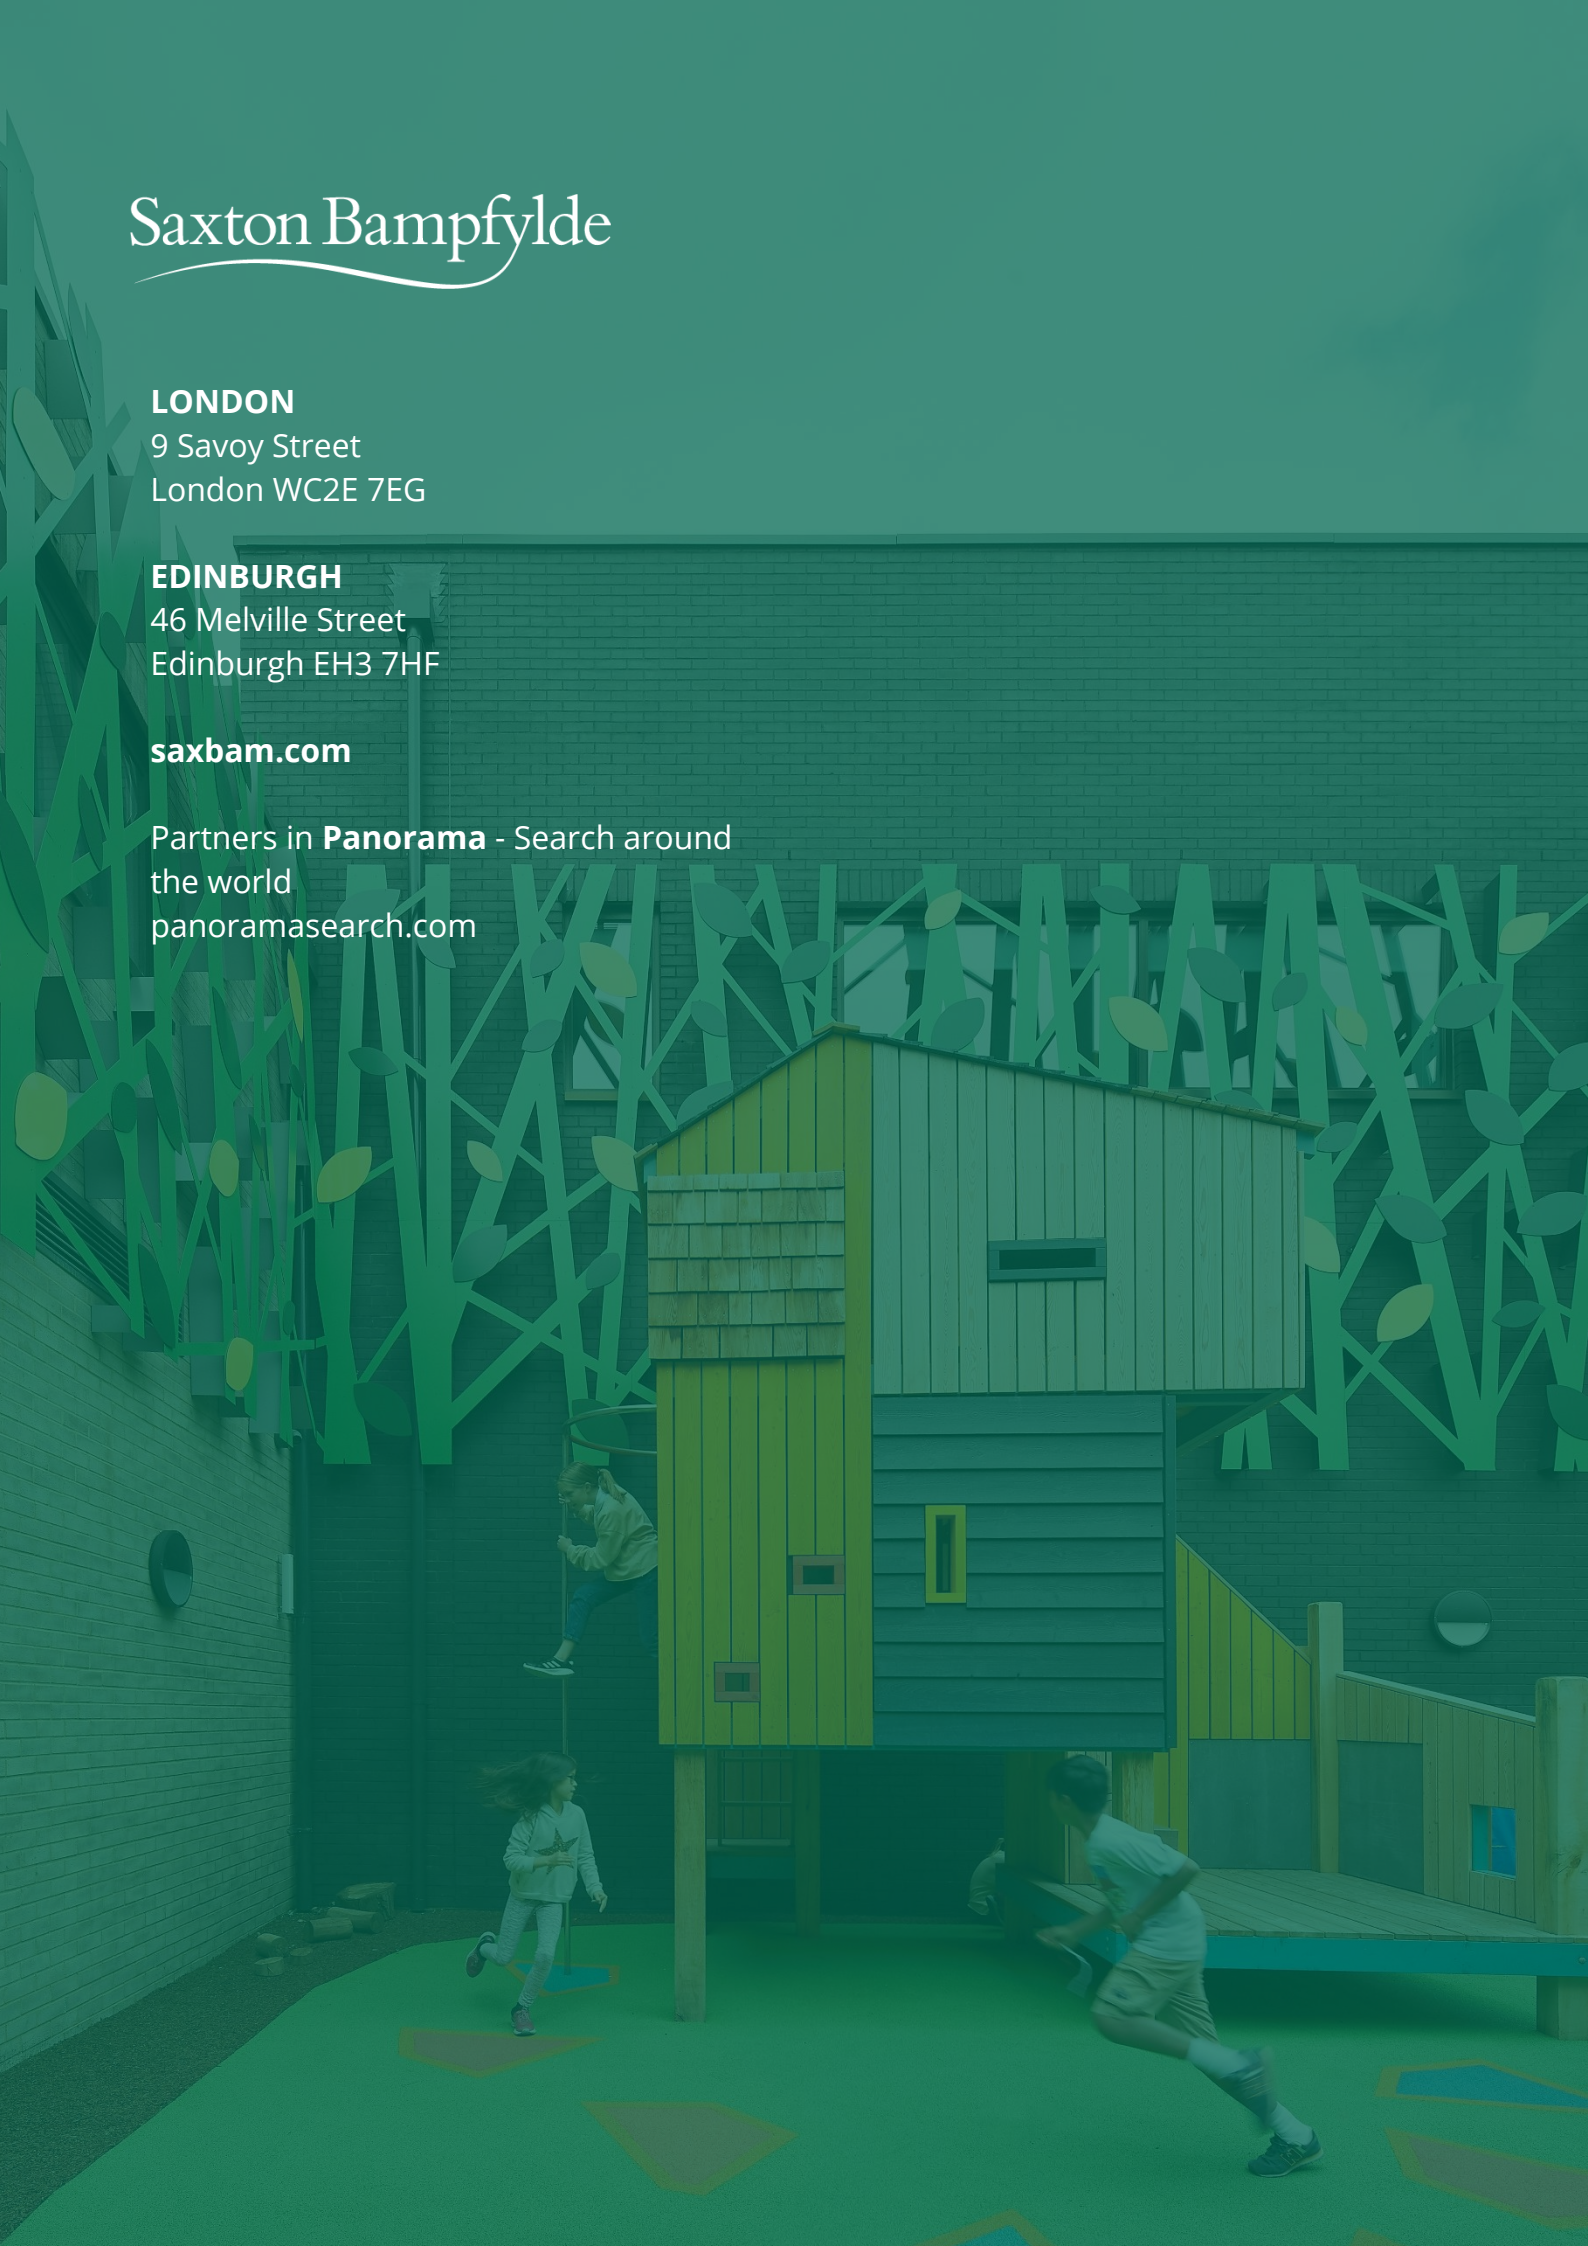 Saxton Bampfylde
LONDON
9 Savoy Street
London WC2E 7EG
EDINBURGH
46 Melville Street
Edinburgh EH3 7HF
saxbam.com
Partners in Panorama - Search around
the world
panoramasearch.com